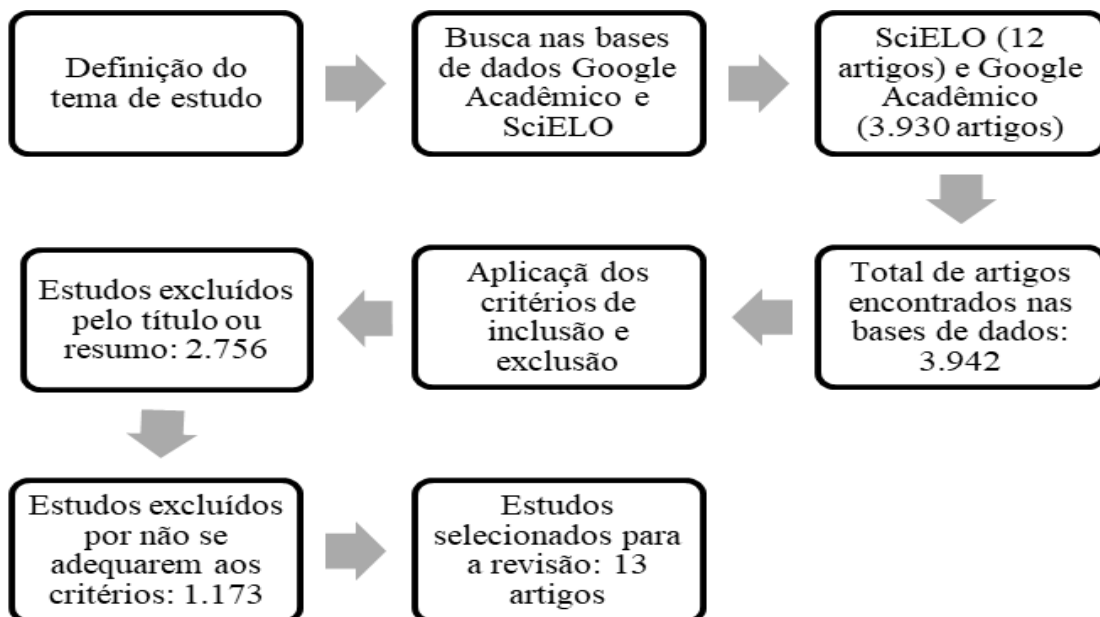 Definição do
tema de estudo
Busca nas bases
de dados Google
Acadêmico e
SciELO
SciELO (12
artigos) e Google
Acadêmico
(3.930 artigos)
Total de artigos
encontrados nas
bases de dados:
3.942
Aplicaçã dos
critérios de
inclusão e
exclusão
Estudos excluídos
pelo título ou
resumo: 2.756
Estudos excluídos
por não se
adequarem aos
critérios: 1.173
Estudos
selecionados para
a revisão: 13
artigos